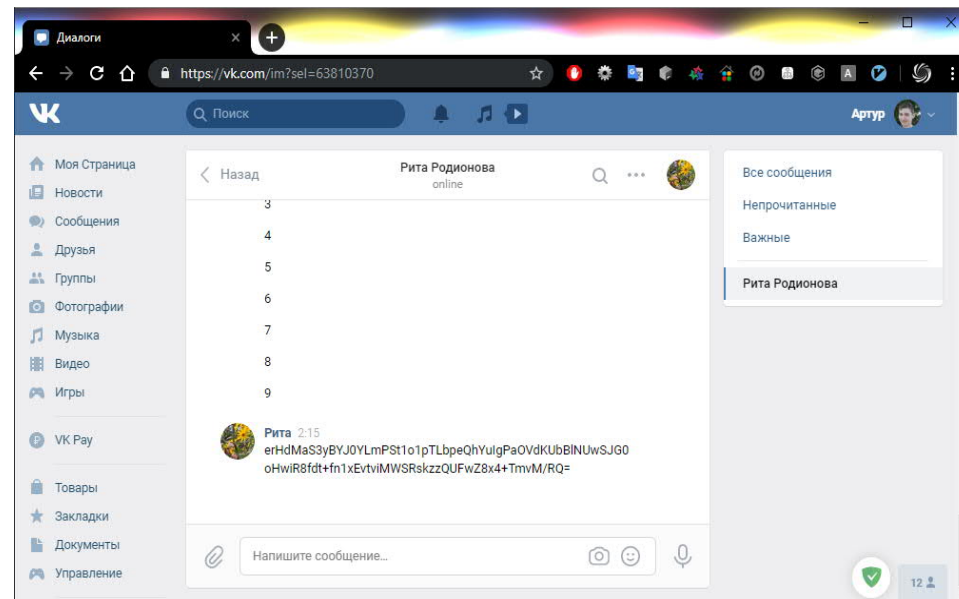 Диалоги
https://vk.com/im?sel=63810370
Поиск
Артур
Моя Страница
Новости
Сообщения
Друзья
Группы
Фотографии
Музыка
Видео
Игры
VK Pay
Товары
Закладки
Документы
Управление
Назад
Рита Родионова
online
3
4
5
6
7
8
9
Рита 2:15
erHdMaS3yBYJ0YLmPSt1o1pTLbpeQhYuIgPaOVdKUbBlNUwSJG0
oHwiR8fdt+fn1xEvtviMWSRskzzQUFwZ8x4+TmvM/RQ=
Напишите сообщение...
Все сообщения
Непрочитанные
Важные
Рита Родионова
12